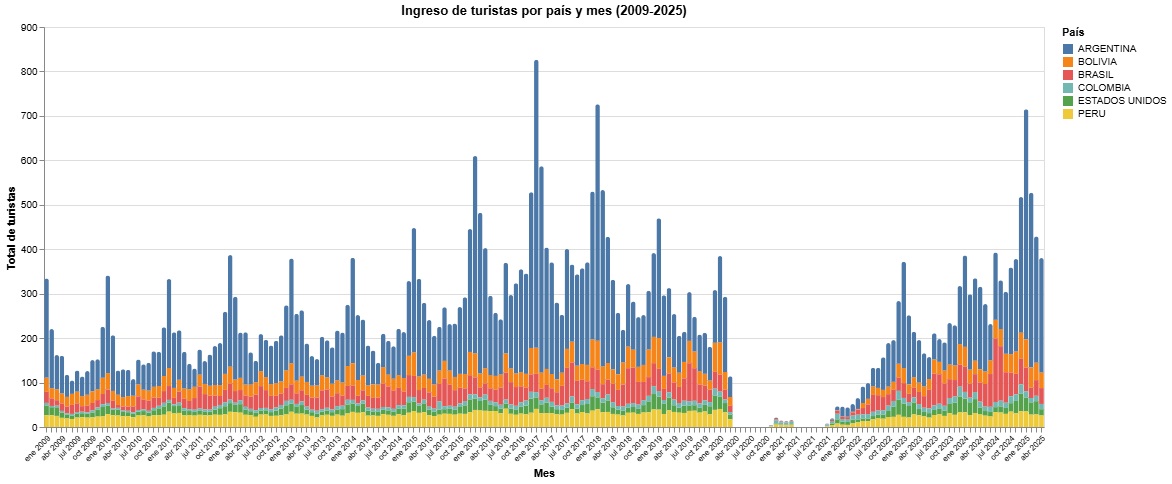 Ingreso de turistas por país y mes (2009-2025)
Total de turistas
900
800
700
600
500
400
300
200
100
0
ene 2009
abr 2009
jul 2009
oct 2009
ene 2010
abr 2010
jul 2010
oct 2010
ene 2011
abr 2011
jul 2011
oct 2011
ene 2012
abr 2012
jul 2012
oct 2012
ene 2013
abr 2013
jul 2013
oct 2013
ene 2014
abr 2014
jul 2014
oct 2014
ene 2015
abr 2015
jul 2015
oct 2015
ene 2016
abr 2016
jul 2016
oct 2016
ene 2017
abr 2017
jul 2017
oct 2017
ene 2018
abr 2018
jul 2018
oct 2018
ene 2019
abr 2019
jul 2019
oct 2019
ene 2020
abr 2020
jul 2020
oct 2020
ene 2021
abr 2021
jul 2021
oct 2021
ene 2022
abr 2022
jul 2022
oct 2022
ene 2023
abr 2023
jul 2023
oct 2023
ene 2024
abr 2024
jul 2024
oct 2024
ene 2025
abr 2025
Mes
País
ARGENTINA
BOLIVIA
BRASIL
COLOMBIA
ESTADOS UNIDOS
PERU